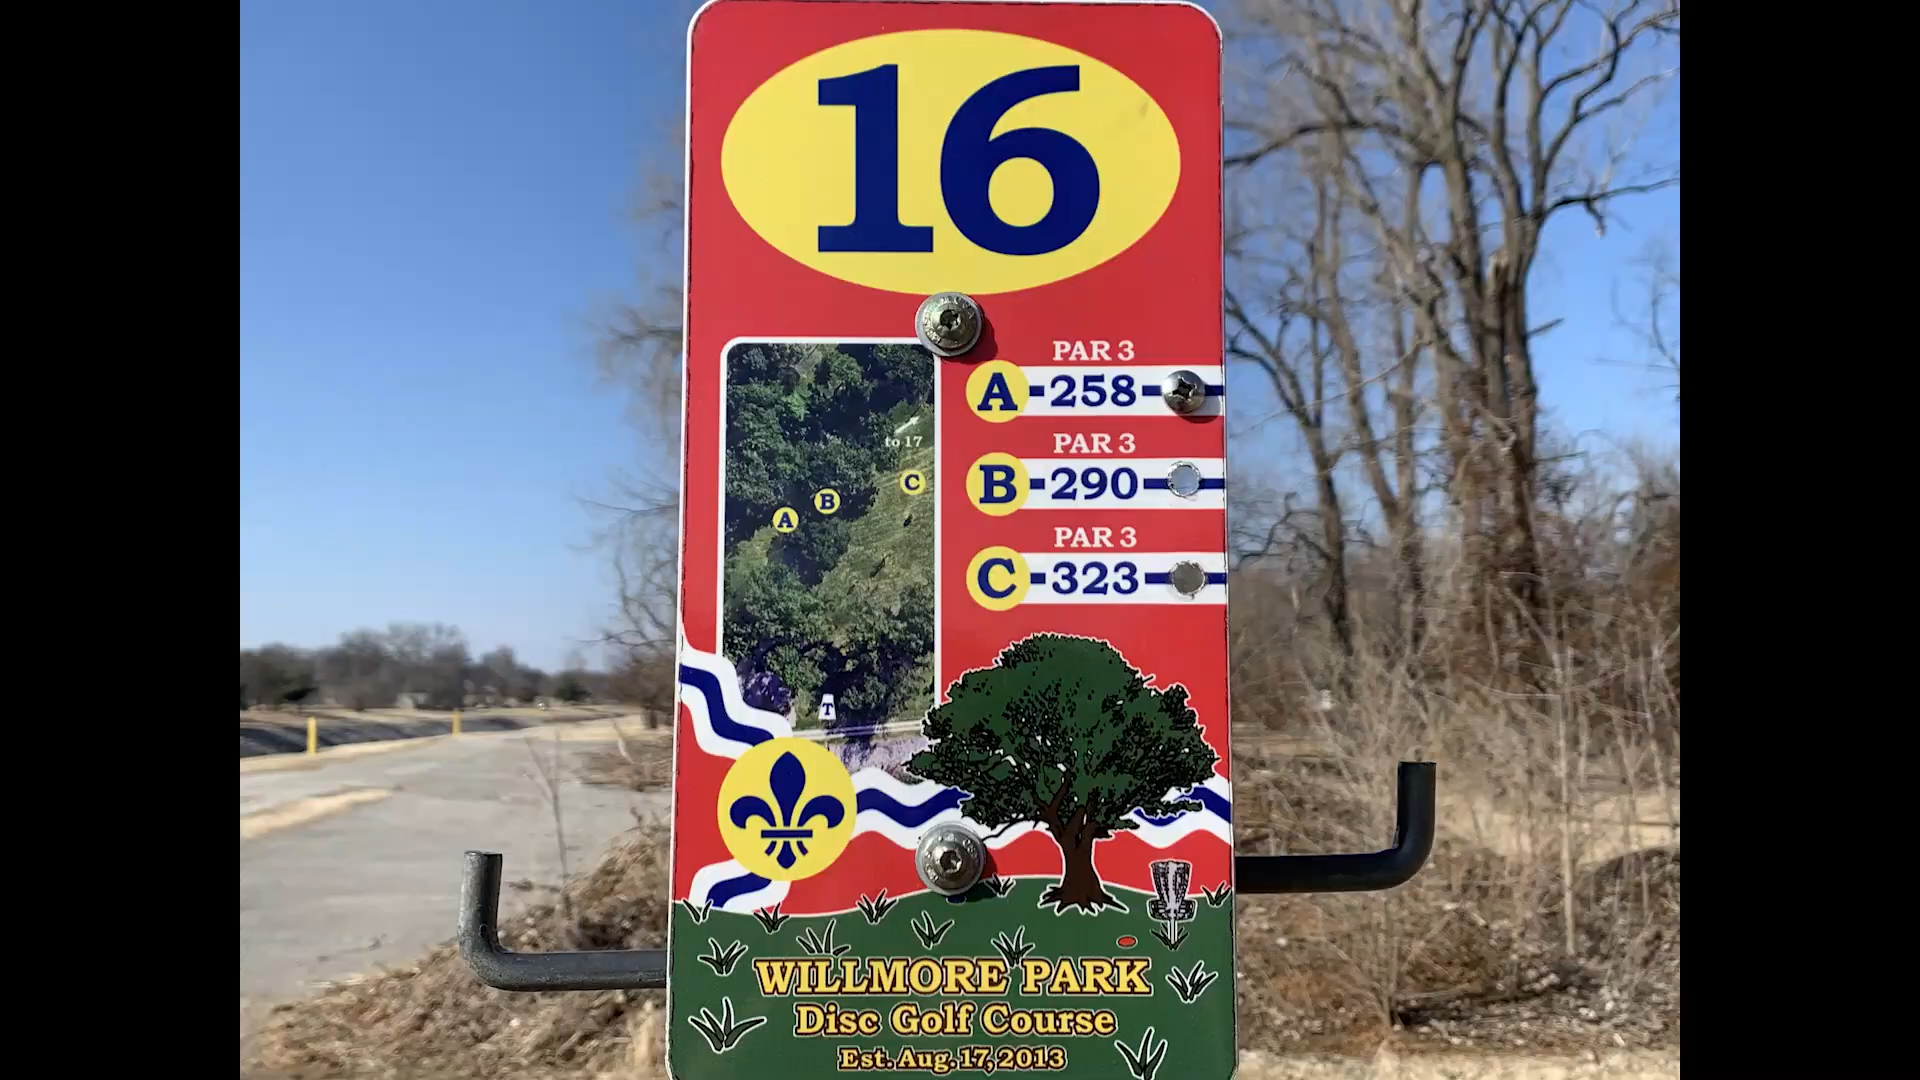 16
PAR 3
A-258
PAR 3
B-290
PAR 3
C-323
to 17
C
B
A
T
WILLMORE PARK
Disc Golf Course
Est. Aug. 17, 2013